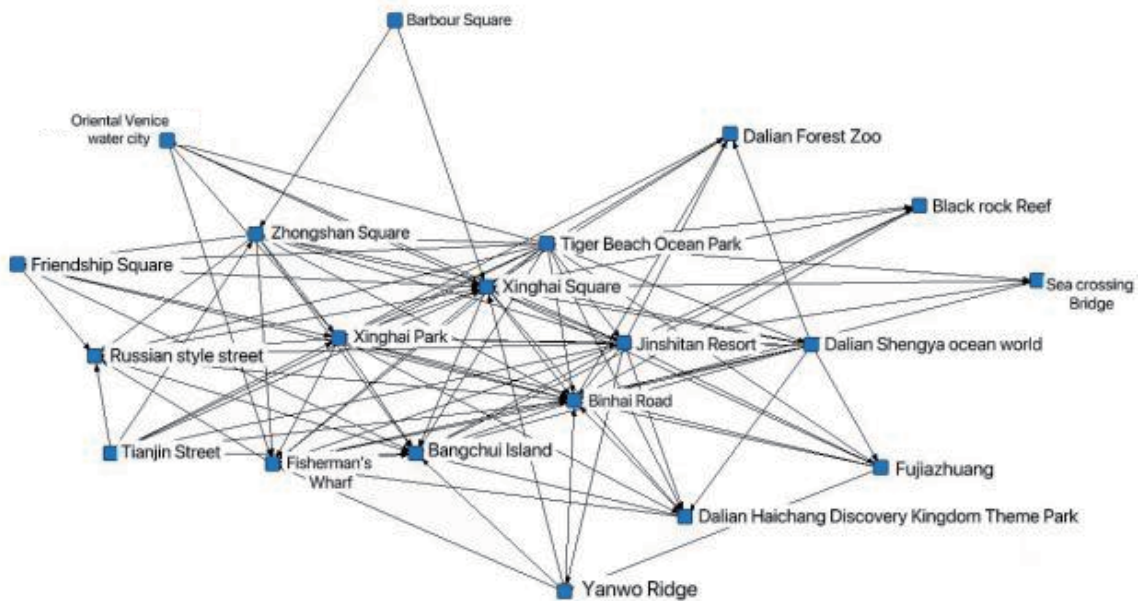 Barbour Square
Oriental Venice
water city
Dalian Forest Zoo
Black rock Reef
Zhongshan Square
Tiger Beach Ocean Park
Friendship Square
Xinghai Square
Sea crossing
Bridge
Xinghai Park
Jinshitan Resort
Dalian Shengya ocean world
Russian style street
Binhai Road
Tianjin Street
Bangchui Island
Fisherman's
Wharf
Fujiazhuang
Dalian Haichang Discovery Kingdom Theme Park
Yanwo Ridge